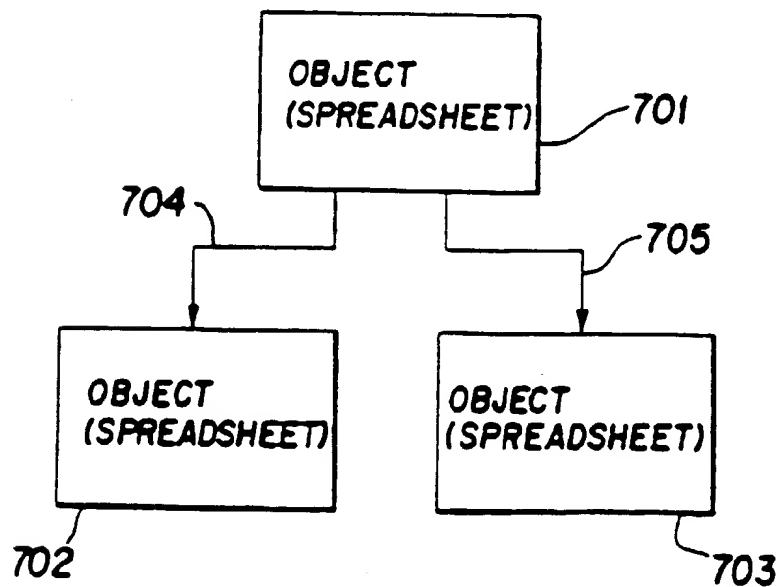 OBJECT
(SPREADSHEET)
701
704
705
OBJECT
(SPREADSHEET)
OBJECT
(SPREADSHEET)
702
703